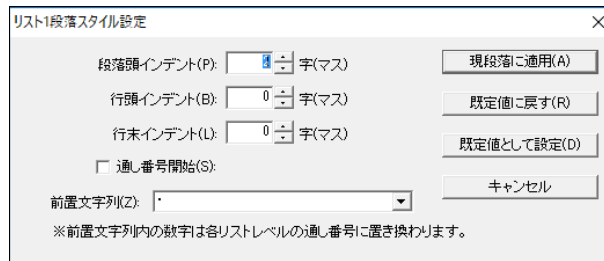 リスト1段落スタイル設定
段落頭インデント(P): 4 字(マス)
現段落に適用(A)
行頭インデント(B): 0 字(マス)
既定値に戻す(R)
行末インデント(L): 0 字(マス)
既定値として設定(D)
通し番号開始(S):
キャンセル
前置文字列(Z): ・
※前置文字列内の数字は各リストレベルの通し番号に置き換わります。